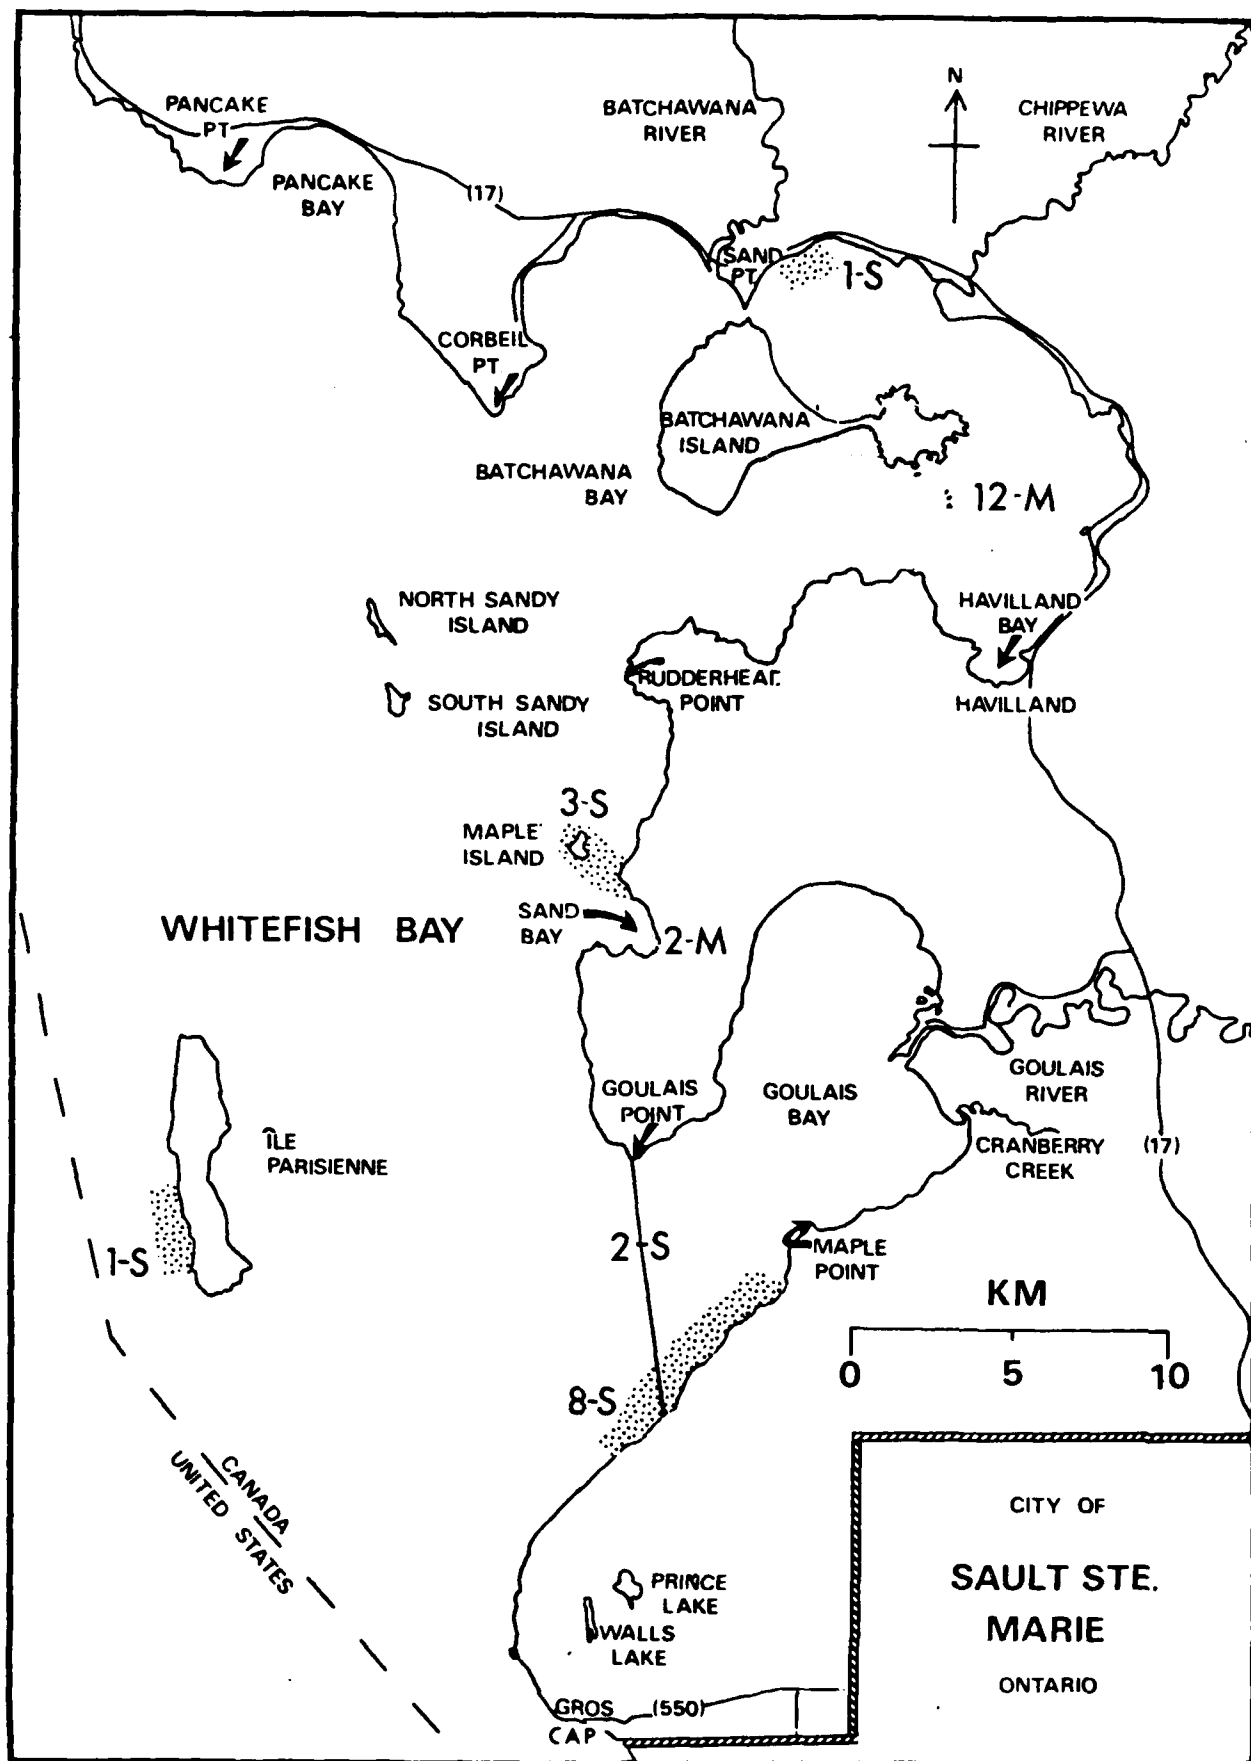 PANCAKE
PT
PANCAKE
BAY
(17)
BATCHAWANA
RIVER
N
CHIPPEWA
RIVER
SAND
PT
1-S
CORBEIL
PT
BATCHAWANA
ISLAND
BATCHAWANA
BAY
12-M
NORTH SANDY
ISLAND
SOUTH SANDY
ISLAND
RUDDERHEAD
POINT
HAVILLAND
BAY
HAVILLAND
3-S
MAPLE
ISLAND
SAND
BAY
2-M
WHITEFISH BAY
GOULAIS
POINT
GOULAIS
BAY
GOULAIS
RIVER
CRANBERRY
CREEK
(17)
ÎLE
PARISIENNE
1-S
2-S
MAPLE
POINT
8-S
KM
0 5 10
CANADA
UNITED STATES
CITY OF
SAULT STE.
MARIE
ONTARIO
PRINCE
LAKE
WALLS
LAKE
GROS
CAP
(550)